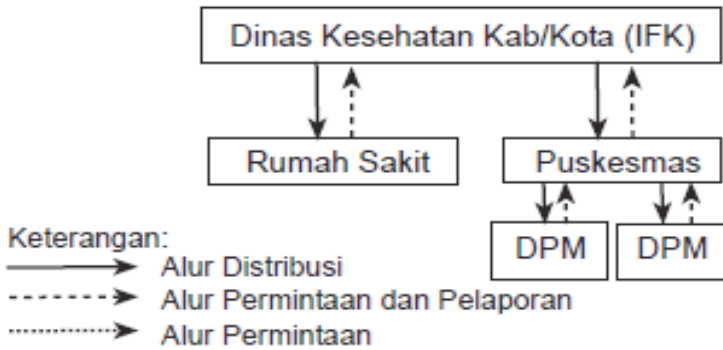 Dinas Kesehatan Kab/Kota (IFK)
Rumah Sakit
Puskesmas
DPM
DPM
Keterangan:
Alur Distribusi
Alur Permintaan dan Pelaporan
Alur Permintaan